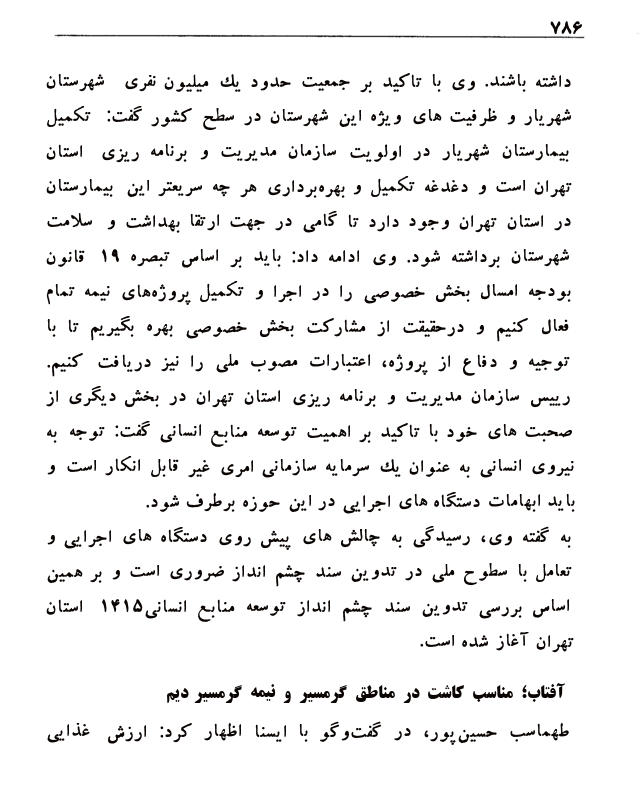 ۷۸۶
داشته باشند. وی با تاکید بر جمعیت حدود یك میلیون نفری شهرستان
شهریار و ظرفیت های ویژه این شهرستان در سطح کشور گفت: تکمیل
بیمارستان شهریار در اولویت سازمان مدیریت و برنامه ریزی استان
تهران است و دغدغه تکمیل و بهره‌برداری هر چه سریعتر این بیمارستان
در استان تهران وجود دارد تا گامی در جهت ارتقا بهداشت و سلامت
شهرستان برداشته شود. وی ادامه داد: باید بر اساس تبصره ۱۹ قانون
بودجه امسال بخش خصوصی را در اجرا و تکمیل پروژه‌های نیمه تمام
فعال کنیم و درحقیقت از مشارکت بخش خصوصی بهره بگیریم تا با
توجیه و دفاع از پروژه، اعتبارات مصوب ملی را نیز دریافت کنیم.
رییس سازمان مدیریت و برنامه ریزی استان تهران در بخش دیگری از
صحبت های خود با تاکید بر اهمیت توسعه منابع انسانی گفت: توجه به
نیروی انسانی به عنوان یك سرمایه سازمانی امری غیر قابل انکار است و
باید ابهامات دستگاه های اجرایی در این حوزه برطرف شود.
به گفته وی، رسیدگی به چالش های پیش روی دستگاه های اجرایی و
تعامل با سطوح ملی در تدوین سند چشم انداز ضروری است و بر همین
اساس بررسی تدوین سند چشم انداز توسعه منابع انسانی۱۴۱۵ استان
تهران آغاز شده است.
آفتاب؛ مناسب کاشت در مناطق گرمسیر و نیمه گرمسیر دیم
طهماسب حسین‌پور، در گفت‌وگو با ایسنا اظهار کرد: ارزش غذایی